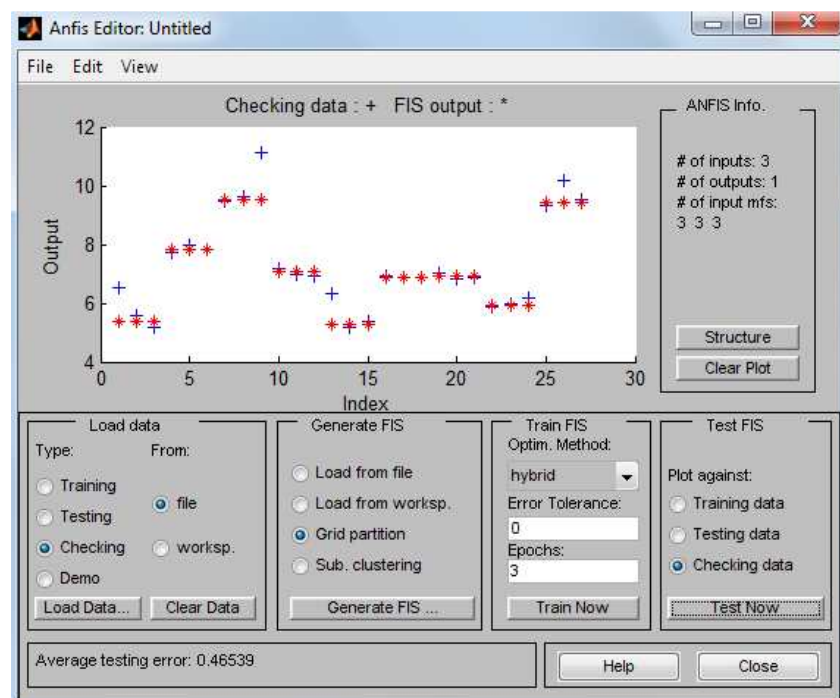 Anfis Editor: Untitled
File Edit View
Checking data : +   FIS output : *
12
10
8
6
4
Output
0 5 10 15 20 25 30
Index
ANFIS Info.
# of inputs: 3
# of outputs: 1
# of input mfs:
3 3 3
Structure
Clear Plot
Load data
Type: From:
Training
Testing
Checking
Demo
file
worksp.
Load Data... Clear Data
Generate FIS
Load from file
Load from worksp.
Grid partition
Sub. clustering
Generate FIS ...
Train FIS
Optim. Method:
hybrid
Error Tolerance:
0
Epochs:
3
Train Now
Test FIS
Plot against:
Training data
Testing data
Checking data
Test Now
Average testing error: 0.46539
Help Close